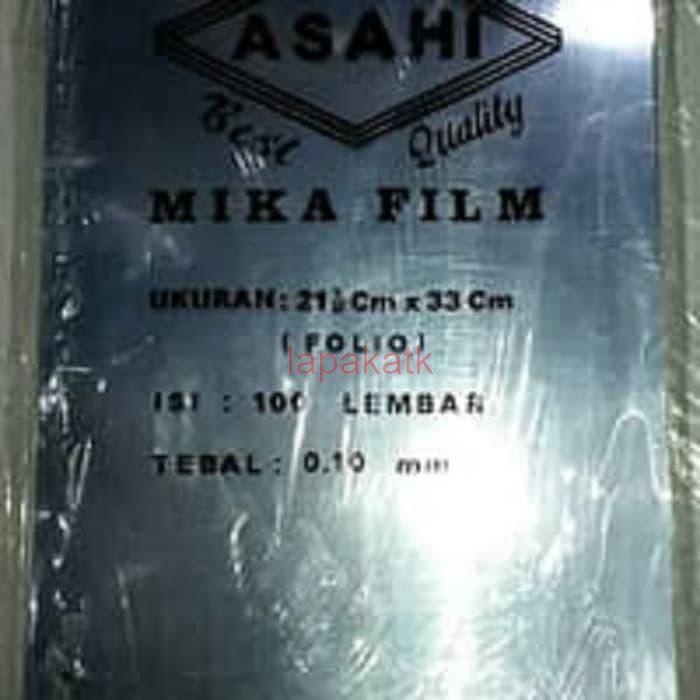 ASAHI
Best Quality
MIKA FILM
UKURAN: 21½ Cm x 33 Cm
(FOLIO)
lapakatk
ISI : 100 LEMBAR
TEBAL: 0.10 mm